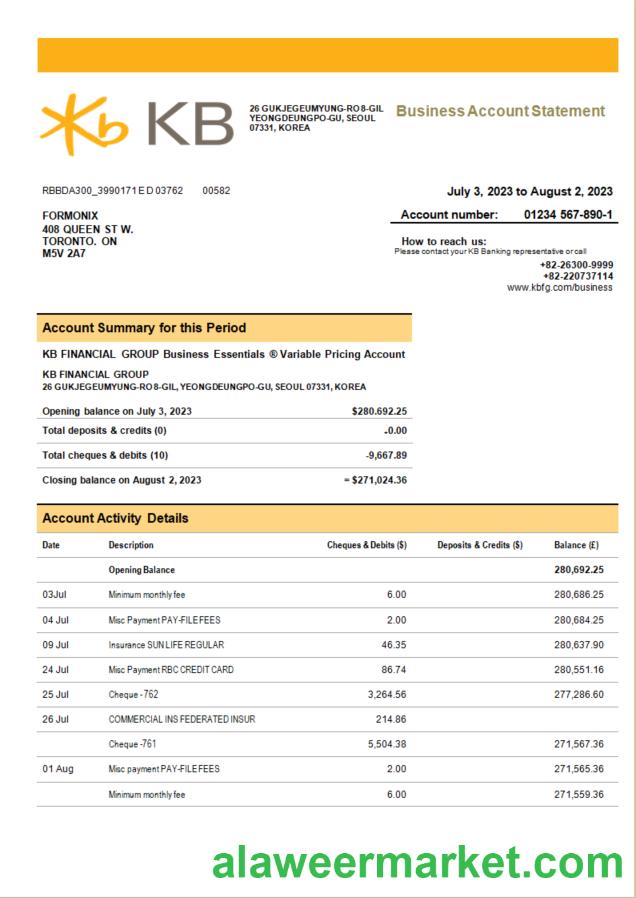 Kb KB
26 GUKJEGEUMYUNG-RO 8-GIL
YEONGDEUNGPO-GU, SEOUL
07331, KOREA
Business Account Statement
RBBDA300_3990171 E D 03762 00582
July 3, 2023 to August 2, 2023
FORMONIX
408 QUEEN ST W.
TORONTO. ON
M5V 2A7
Account number: 01234 567-890-1
How to reach us:
Please contact your KB Banking representative or call
+82-26300-9999
+82-220737114
www.kbfg.com/business
Account Summary for this Period
KB FINANCIAL GROUP Business Essentials ® Variable Pricing Account
KB FINANCIAL GROUP
26 GUKJEGEUMYUNG-RO 8-GIL, YEONGDEUNGPO-GU, SEOUL 07331, KOREA
Opening balance on July 3, 2023 $280.692.25
Total deposits & credits (0) -0.00
Total cheques & debits (10) -9,667.89
Closing balance on August 2, 2023 = $271,024.36
Account Activity Details
Date Description Cheques & Debits ($) Deposits & Credits ($) Balance (£)
Opening Balance 280,692.25
03Jul Minimum monthly fee 6.00 280,686.25
04 Jul Misc Payment PAY-FILE FEES 2.00 280,684.25
09 Jul Insurance SUN LIFE REGULAR 46.35 280,637.90
24 Jul Misc Payment RBC CREDIT CARD 86.74 280,551.16
25 Jul Cheque - 762 3,264.56 277,286.60
26 Jul COMMERCIAL INS FEDERATED INSUR 214.86
Cheque -761 5,504.38 271,567.36
01 Aug Misc payment PAY-FILE FEES 2.00 271,565.36
Minimum monthly fee 6.00 271,559.36
alaweermarket.com